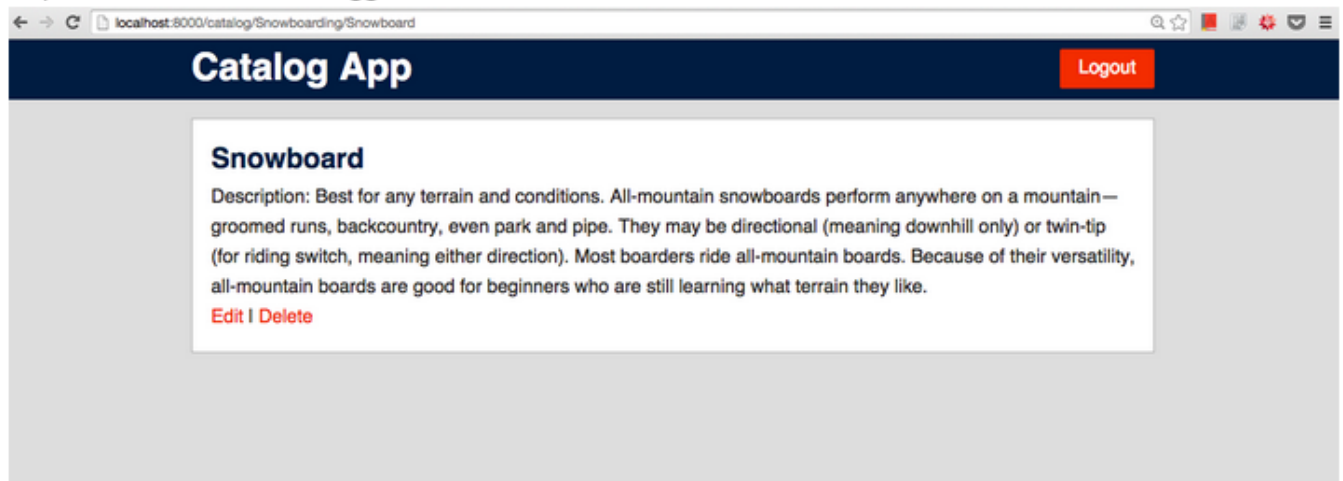 localhost:8000/catalog/Snowboarding/Snowboard
Catalog App
Logout
Snowboard
Description: Best for any terrain and conditions. All-mountain snowboards perform anywhere on a mountain—
groomed runs, backcountry, even park and pipe. They may be directional (meaning downhill only) or twin-tip
(for riding switch, meaning either direction). Most boarders ride all-mountain boards. Because of their versatility,
all-mountain boards are good for beginners who are still learning what terrain they like.
Edit | Delete